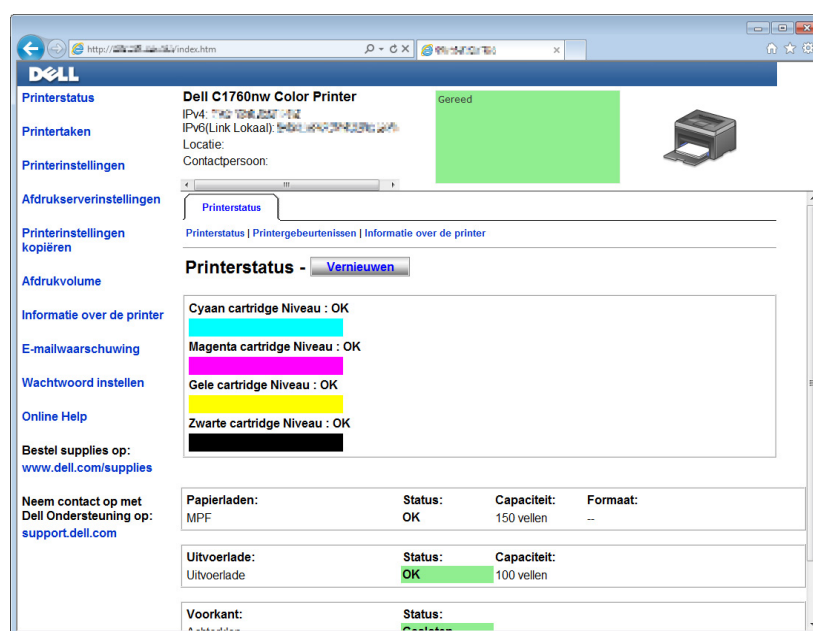 http:// /index.htm
DELL
Printerstatus
Printertaken
Printerinstellingen
Afdrukserverinstellingen
Printerinstellingen
kopiëren
Afdrukvolume
Informatie over de printer
E-mailwaarschuwing
Wachtwoord instellen
Online Help
Bestel supplies op:
www.dell.com/supplies
Neem contact op met
Dell Ondersteuning op:
support.dell.com
Dell C1760nw Color Printer
IPv4:
IPv6(Link Lokaal):
Locatie:
Contactpersoon:
Gereed
Printerstatus
Printerstatus | Printergebeurtenissen | Informatie over de printer
Printerstatus - Vernieuwen
Cyaan cartridge Niveau : OK
Magenta cartridge Niveau : OK
Gele cartridge Niveau : OK
Zwarte cartridge Niveau : OK
Papierladen: Status: Capaciteit: Formaat:
MPF OK 150 vellen --
Uitvoerlade: Status: Capaciteit:
Uitvoerlade OK 100 vellen
Voorkant: Status: